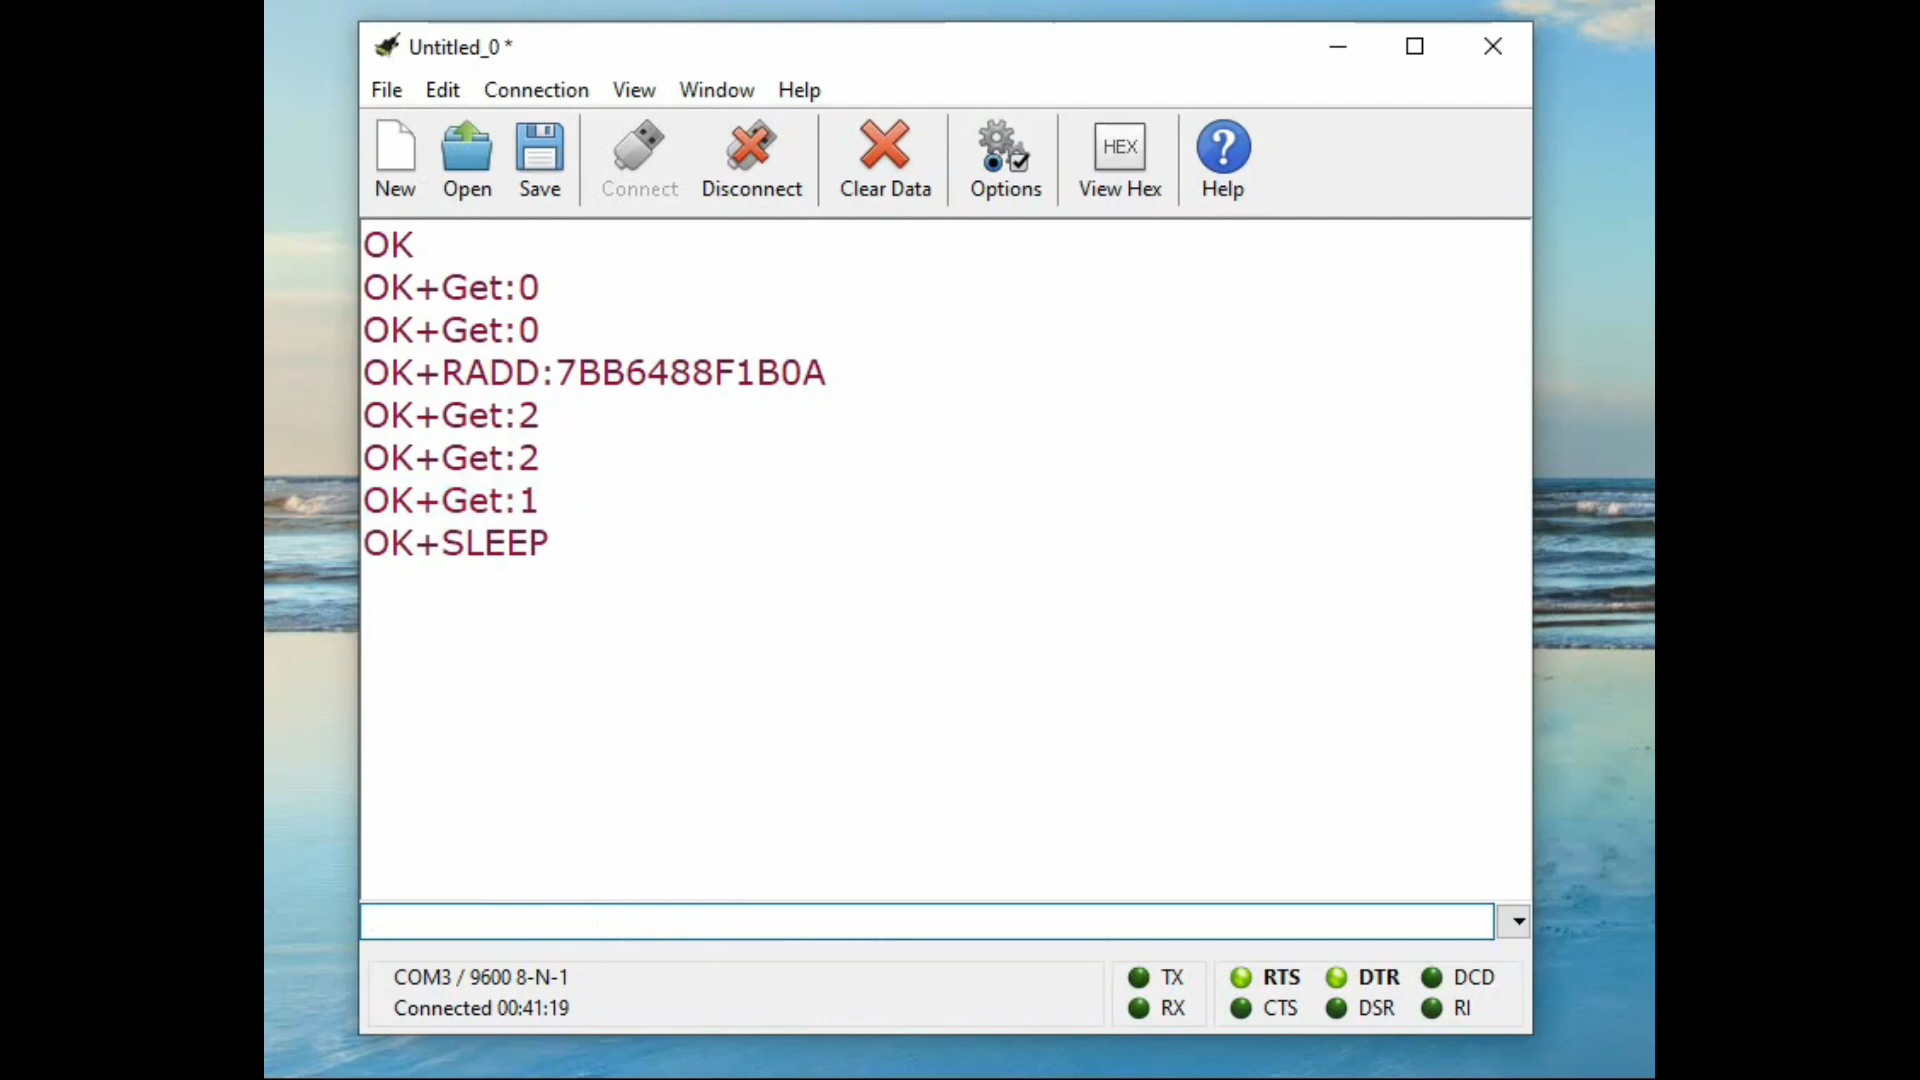 Untitled_0 *
File Edit Connection View Window Help
New Open Save Connect Disconnect Clear Data Options HEX View Hex ? Help
OK
OK+Get:0
OK+Get:0
OK+RADD:7BB6488F1B0A
OK+Get:2
OK+Get:2
OK+Get:1
OK+SLEEP
COM3 / 9600 8-N-1 TX RTS DTR DCD
Connected 00:41:19 RX CTS DSR RI